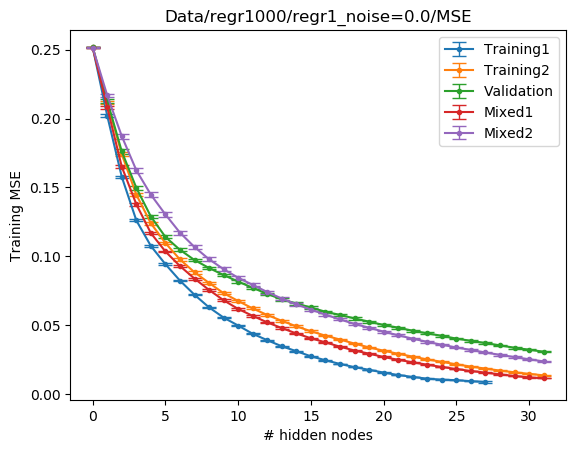 Data/regr1000/regr1_noise=0.0/MSE
Training MSE
0.25
0.20
0.15
0.10
0.05
0.00
Training1
Training2
Validation
Mixed1
Mixed2
0 5 10 15 20 25 30
# hidden nodes